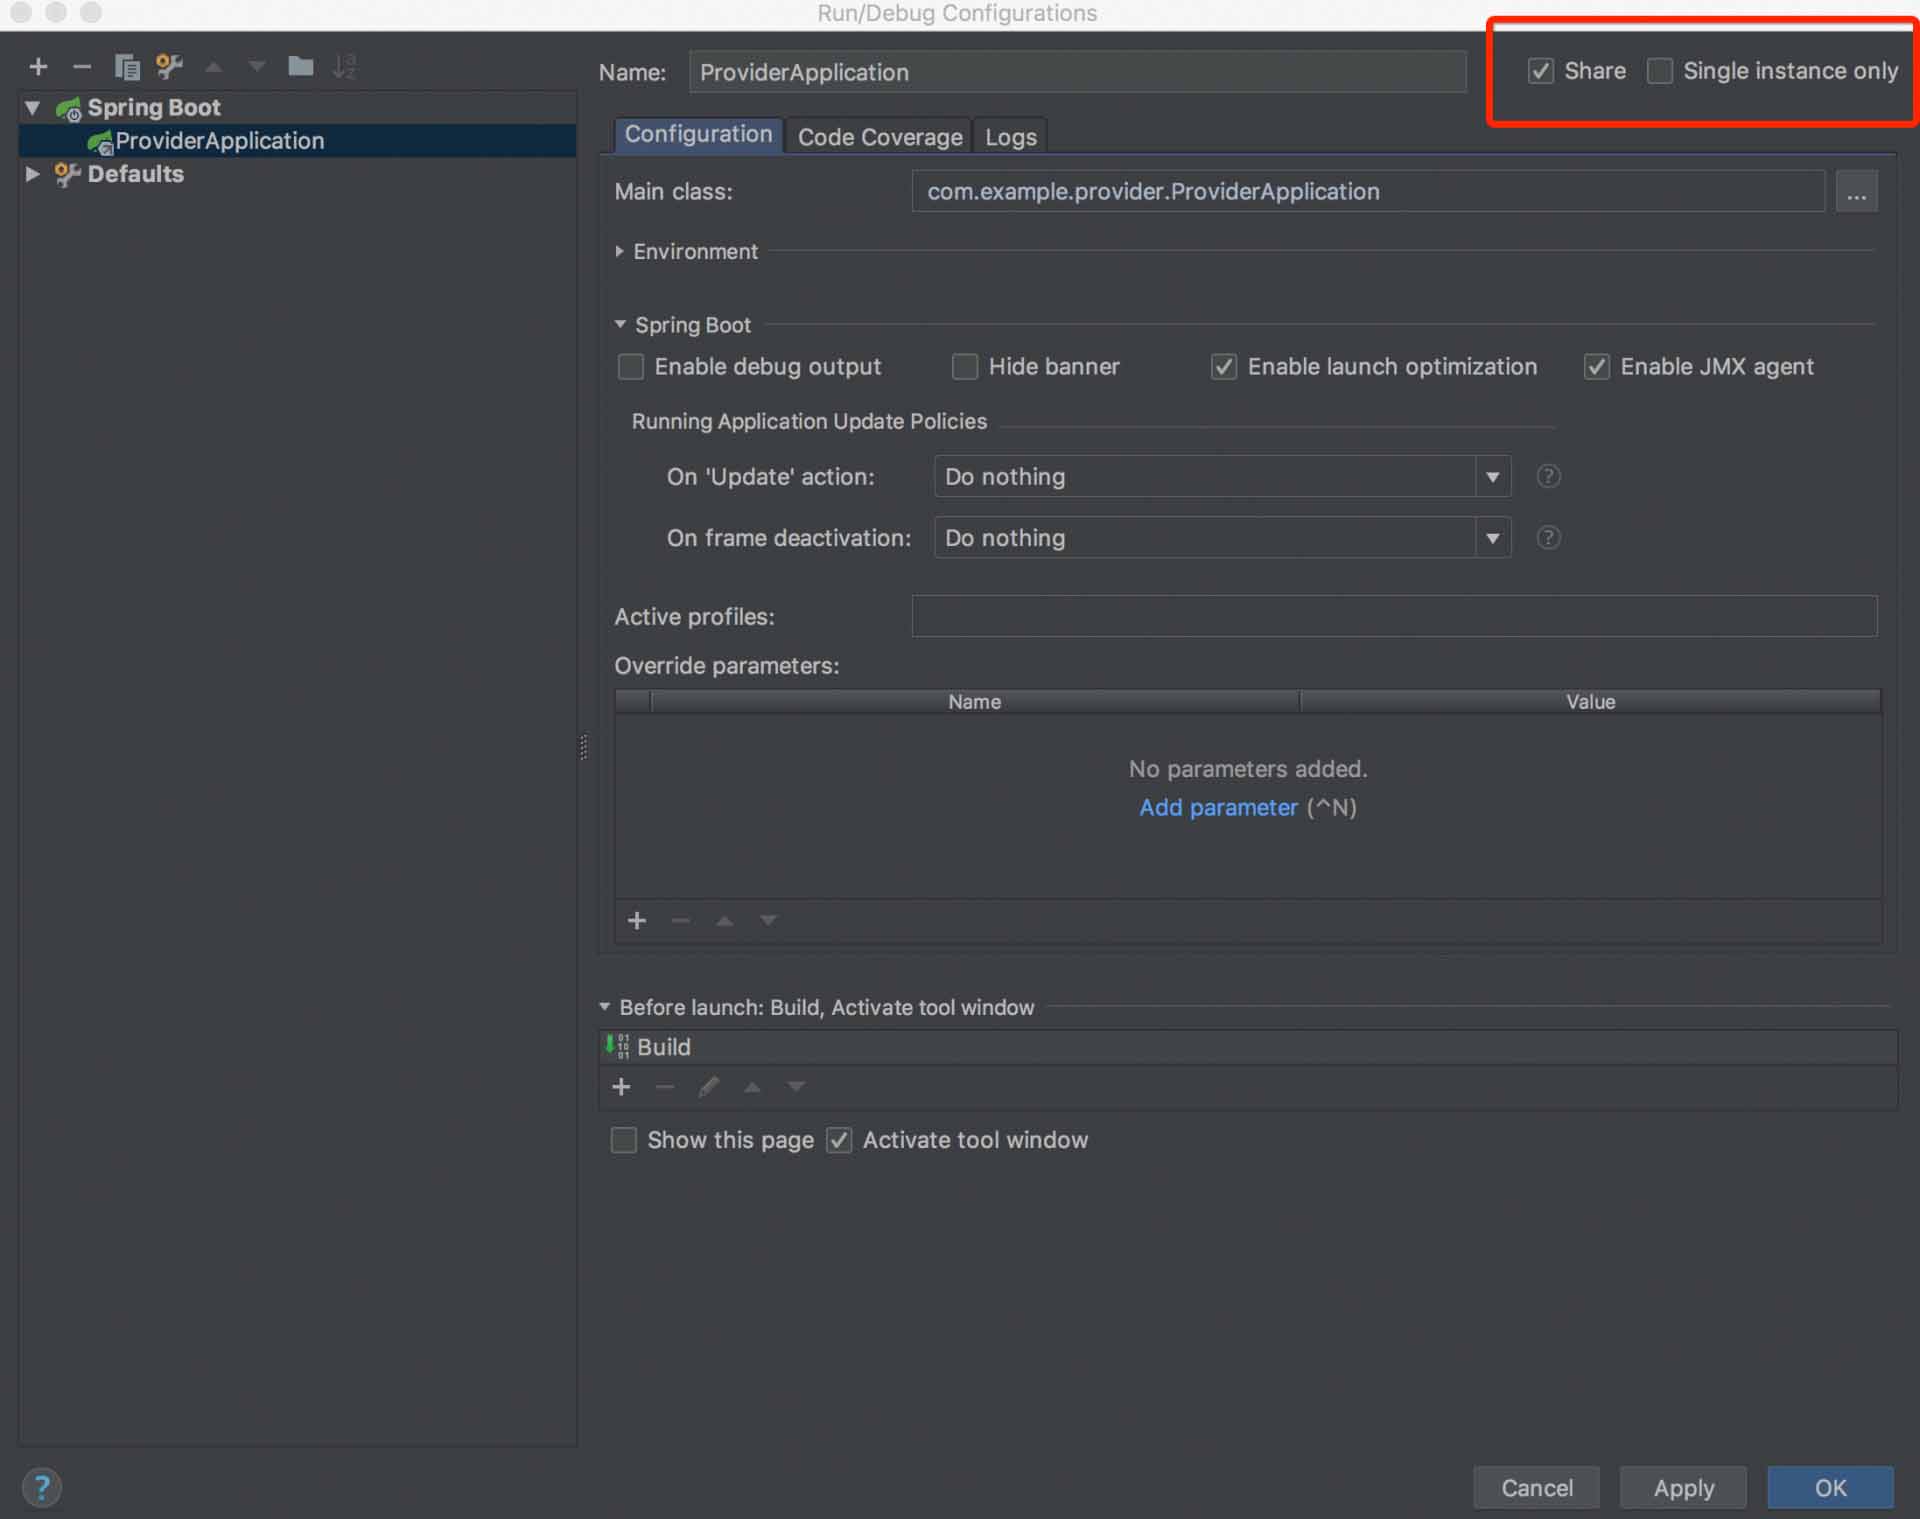 Run/Debug Configurations
Name: ProviderApplication
Share Single instance only
Spring Boot
ProviderApplication
Defaults
Configuration Code Coverage Logs
Main class: com.example.provider.ProviderApplication ...
Environment
Spring Boot
Enable debug output Hide banner Enable launch optimization Enable JMX agent
Running Application Update Policies
On 'Update' action: Do nothing ?
On frame deactivation: Do nothing ?
Active profiles:
Override parameters:
Name Value
No parameters added.
Add parameter (^N)
Before launch: Build, Activate tool window
Build
Show this page Activate tool window
? Cancel Apply OK